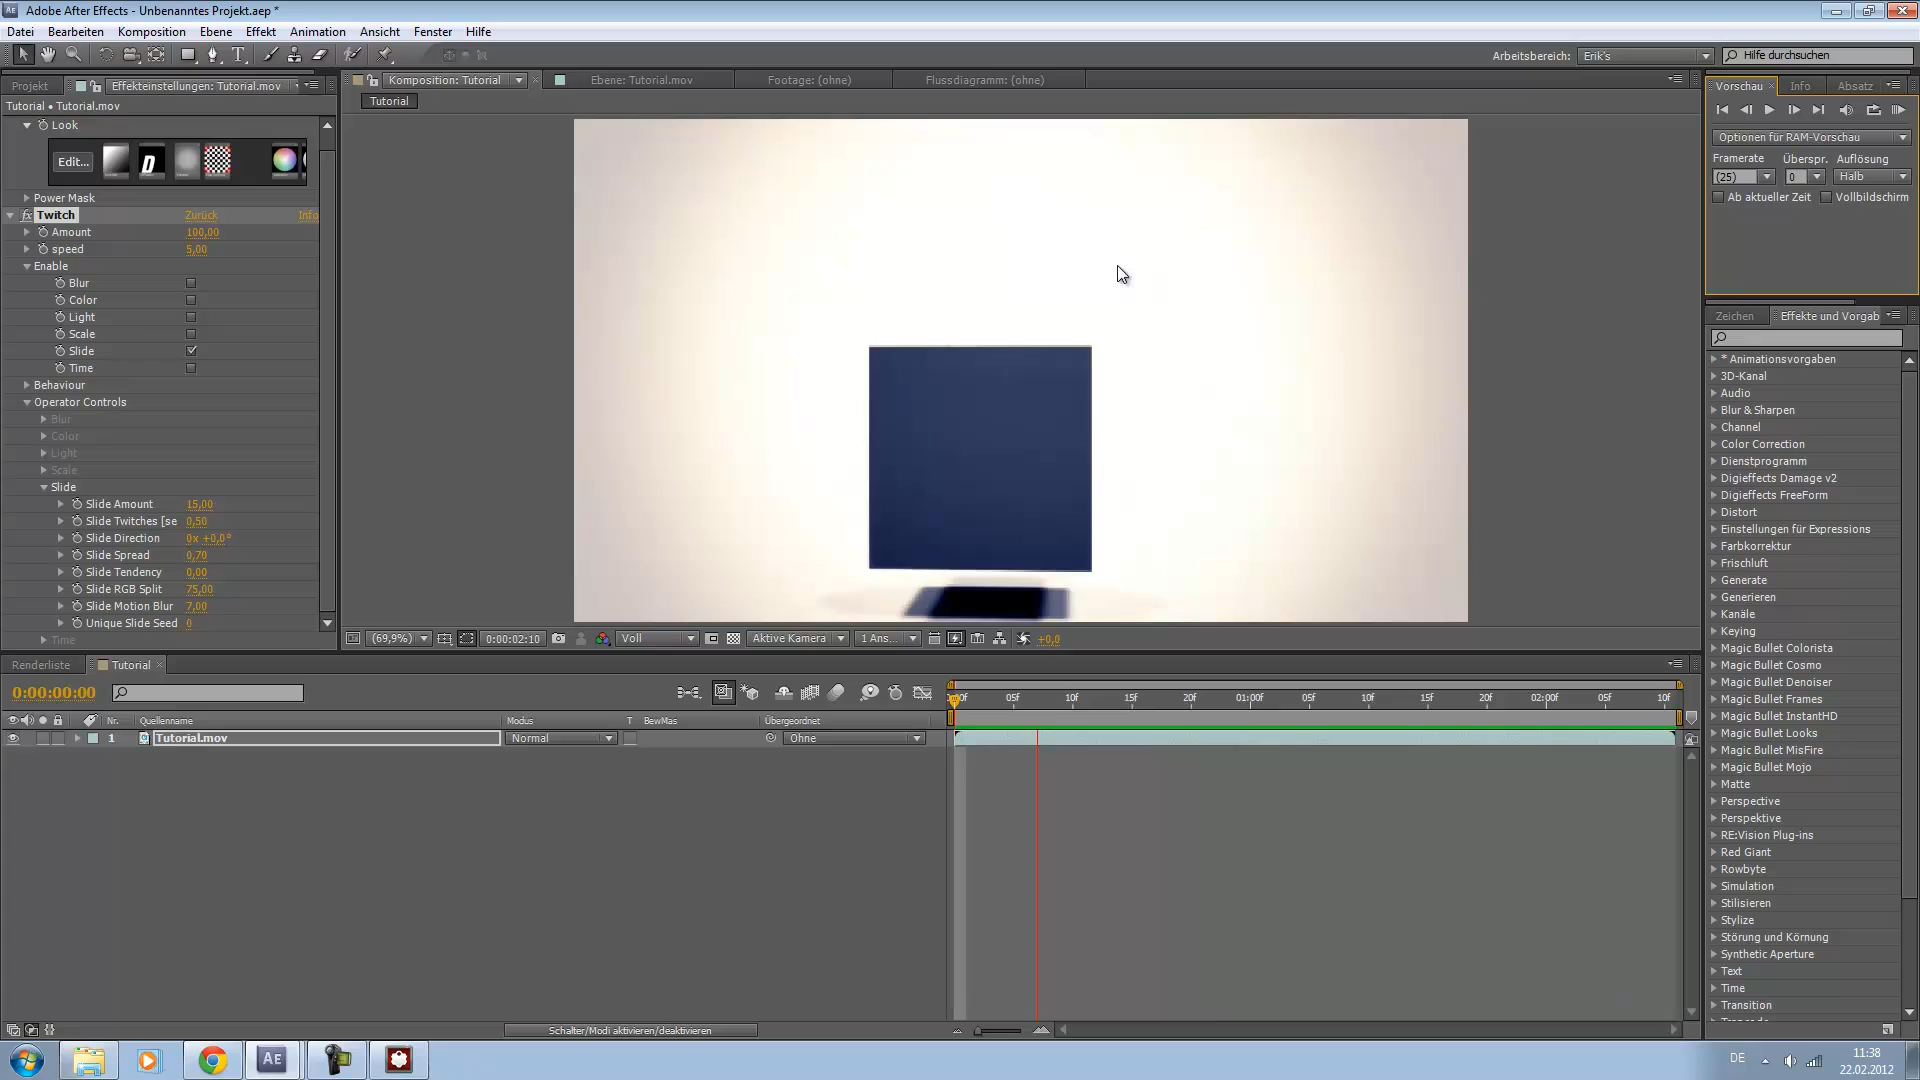 Adobe After Effects - Unbenanntes Projekt.aep *
Datei Bearbeiten Komposition Ebene Effekt Animation Ansicht Fenster Hilfe
Arbeitsbereich: Erik's Hilfe durchsuchen
Projekt Effekteinstellungen: Tutorial.mov
Komposition: Tutorial Ebene: Tutorial.mov Footage: (ohne) Flussdiagramm: (ohne)
Vorschau Info Absatz
Tutorial • Tutorial.mov
Tutorial
Look
Edit...
Power Mask
Twitch Zurück Info
Amount 100,00
speed 5,00
Enable
Blur
Color
Light
Scale
Slide
Time
Behaviour
Operator Controls
Blur
Color
Light
Scale
Slide
Slide Amount 15,00
Slide Twitches [se 0,50
Slide Direction 0x +0,0°
Slide Spread 0,70
Slide Tendency 0,00
Slide RGB Split 75,00
Slide Motion Blur 7,00
Unique Slide Seed 0
Time
(69,9%) 0:00:02:10 Voll Aktive Kamera 1 Ans... +0,0
Optionen für RAM-Vorschau
Framerate Überspr. Auflösung
(25) 0 Halb
Ab aktueller Zeit Vollbildschirm
Zeichen Effekte und Vorgab
* Animationsvorgaben
3D-Kanal
Audio
Blur & Sharpen
Channel
Color Correction
Dienstprogramm
Digieffects Damage v2
Digieffects FreeForm
Distort
Einstellungen für Expressions
Farbkorrektur
Frischluft
Generate
Generieren
Kanäle
Keying
Magic Bullet Colorista
Magic Bullet Cosmo
Magic Bullet Denoiser
Magic Bullet Frames
Magic Bullet InstantHD
Magic Bullet Looks
Magic Bullet MisFire
Magic Bullet Mojo
Matte
Perspective
Perspektive
RE:Vision Plug-ins
Red Giant
Rowbyte
Simulation
Stilisieren
Stylize
Störung und Körnung
Synthetic Aperture
Text
Time
Transition
Renderliste Tutorial
0:00:00:00
05f 10f 15f 20f 01:00f 05f 10f 15f 20f 02:00f 05f 10f
Nr. Quellenname Modus T BewMas Übergeordnet
1 Tutorial.mov Normal Ohne
Schalter/Modi aktivieren/deaktivieren
AE
DE
11:38
22.02.2012